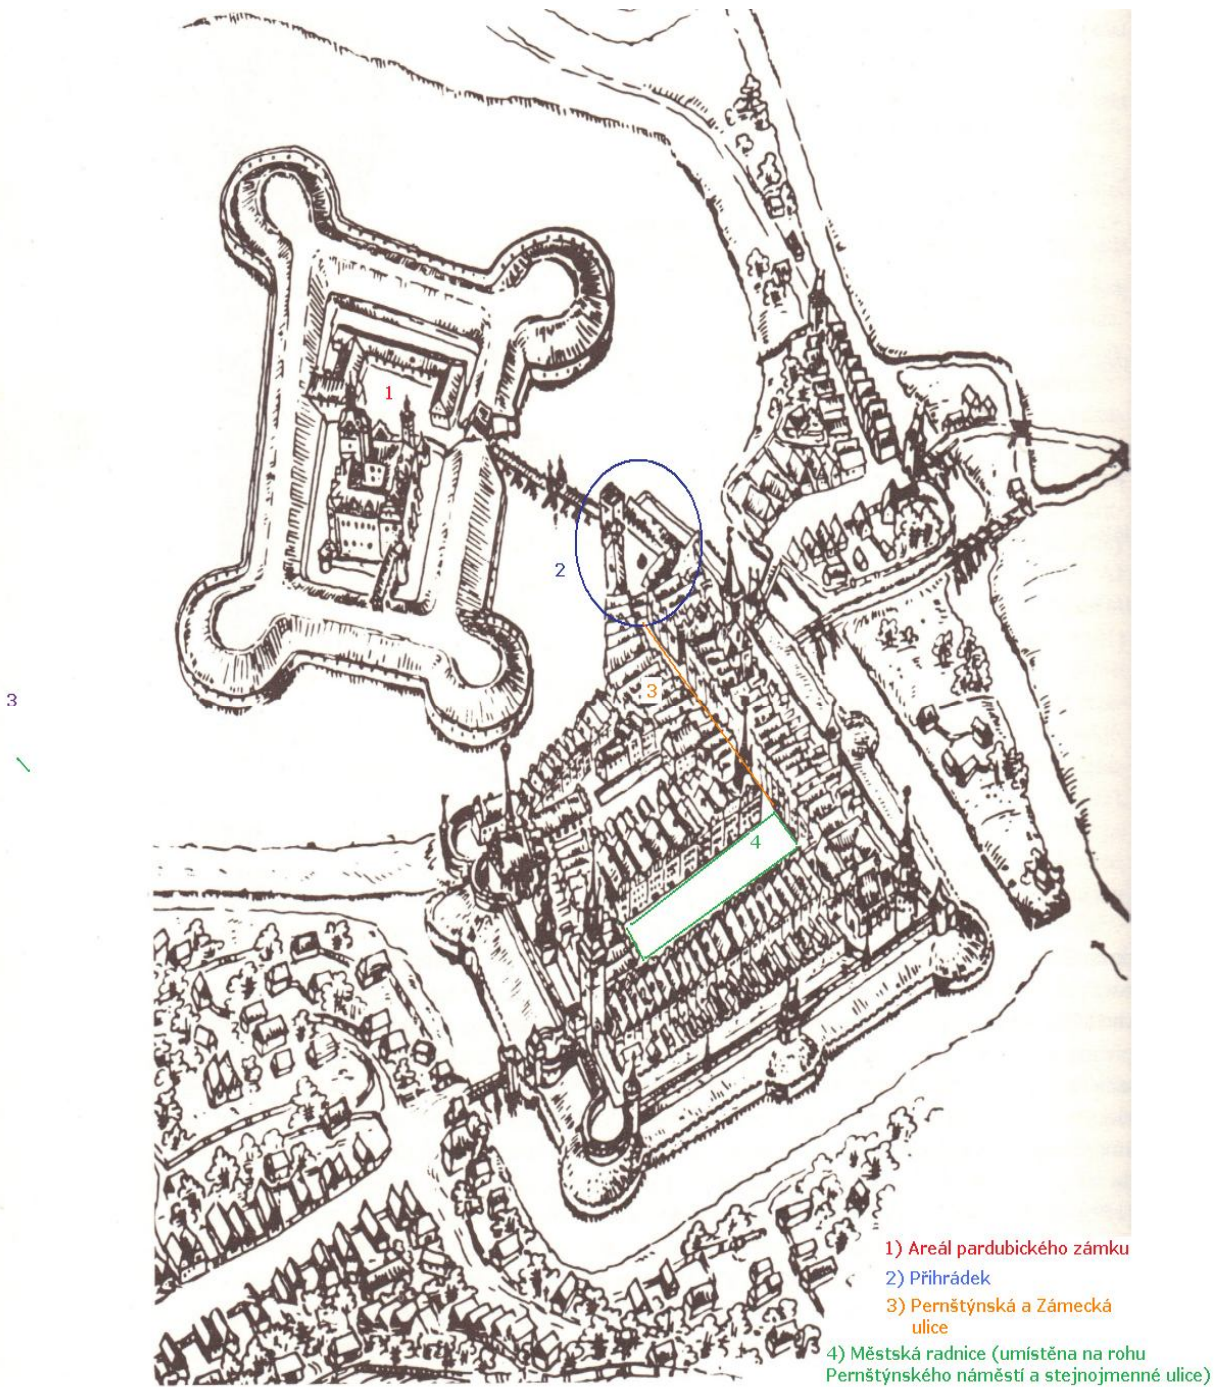 1
2
3
3
4
1) Areál pardubického zámku
2) Přihrádek
3) Pernštýnská a Zámecká
ulice
4) Městská radnice (umístěna na rohu
Pernštýnského náměstí a stejnojmenné ulice)